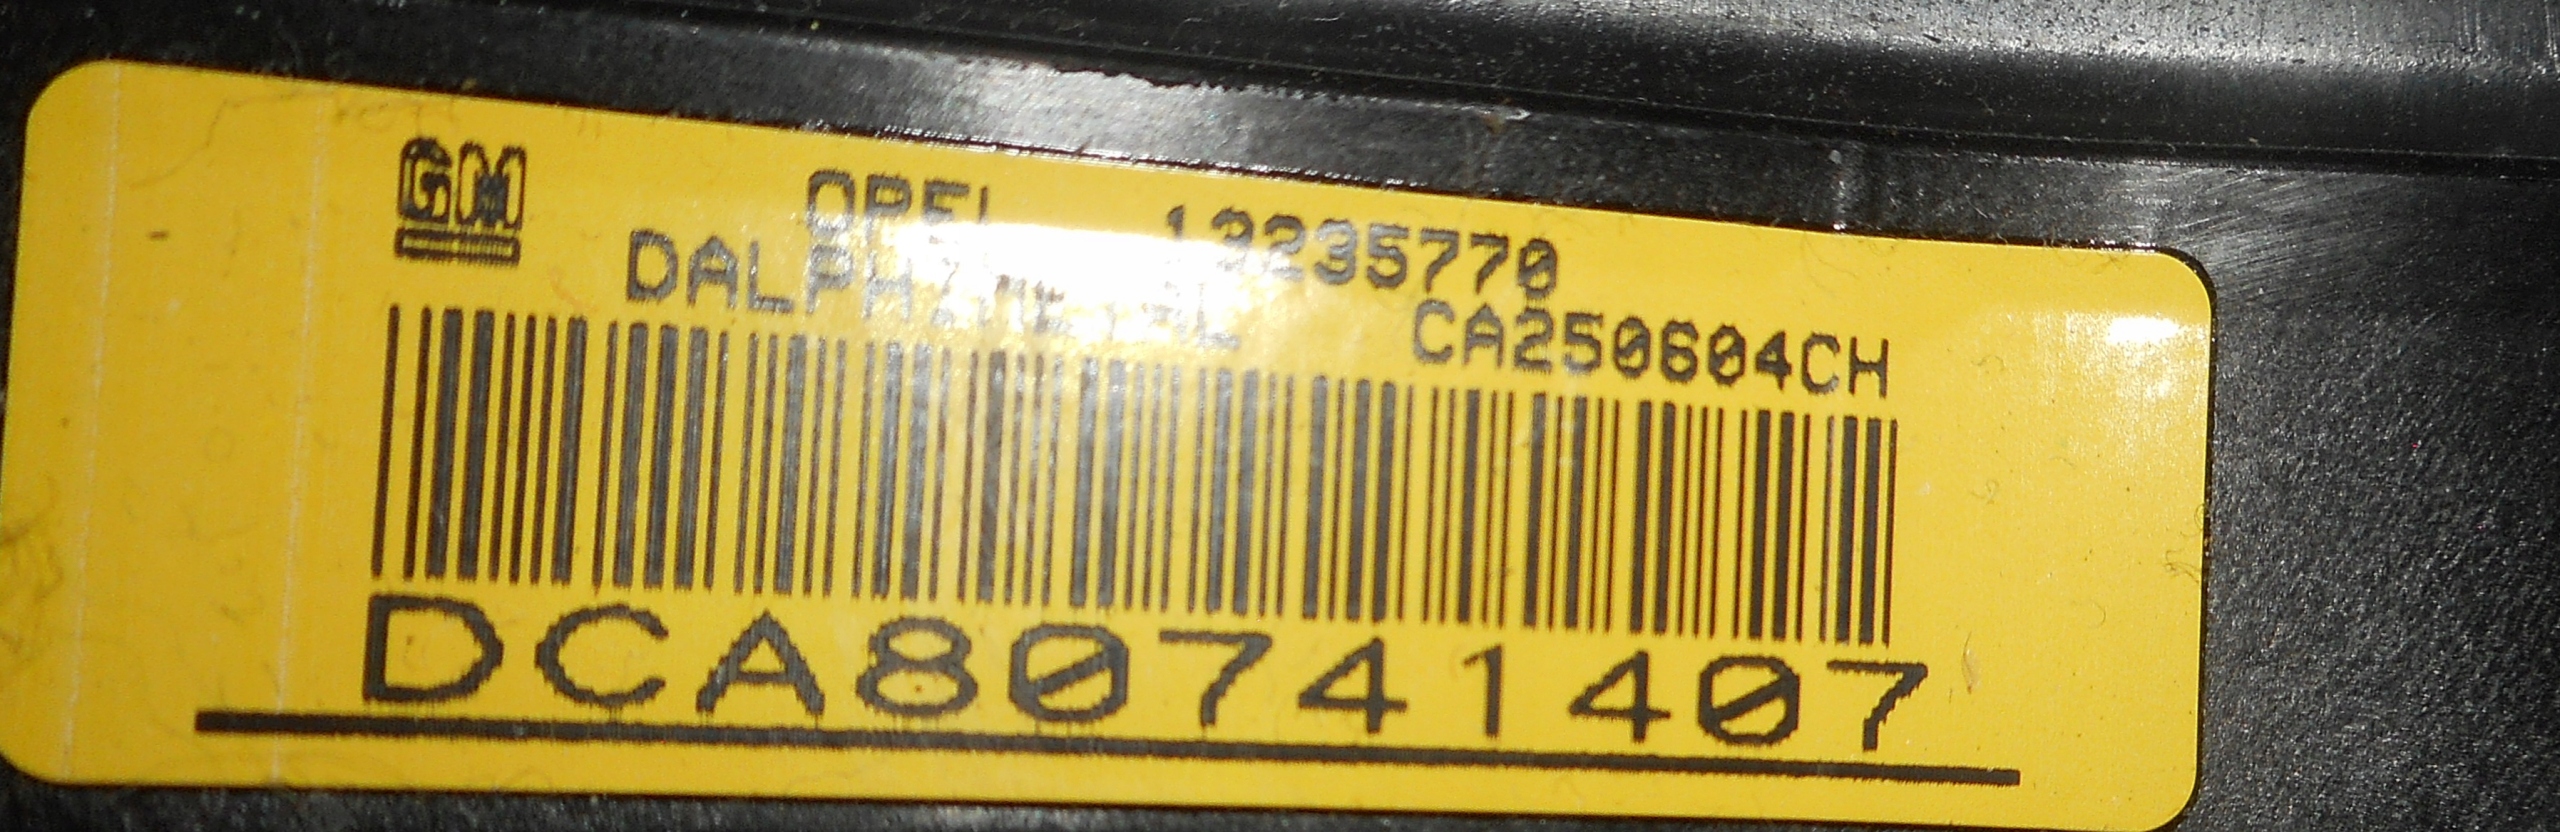 GM
OPEL 13235770
DALPHIMETAL CA250604CH
DCA80741407